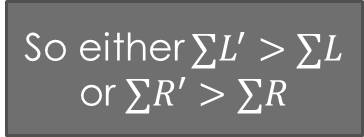 So either ∑L′ > ∑L
or ∑R′ > ∑R